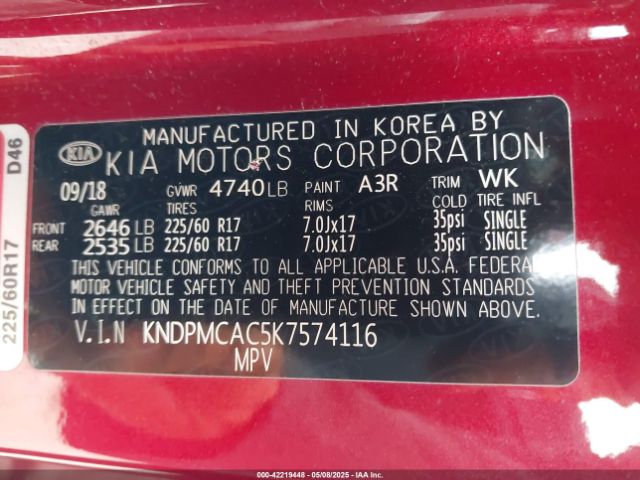 MANUFACTURED IN KOREA BY
KIA KIA MOTORS CORPORATION
09/18 GVWR 4740LB PAINT A3R TRIM WK
GAWR TIRES RIMS COLD TIRE INFL
FRONT 2646LB 225/60 R17 7.0Jx17 35psi SINGLE
REAR 2535LB 225/60 R17 7.0Jx17 35psi SINGLE
THIS VEHICLE CONFORMS TO ALL APPLICABLE U.S.A. FEDERAL
MOTOR VEHICLE SAFETY AND THEFT PREVENTION STANDARDS
IN EFFECT ON THE DATE OF MANUFACTURE SHOWN ABOVE.
V.I.N KNDPMCAC5K7574116
MPV
D46
225/60R17
000-42219448 - 05/08/2025 - IAAI, Inc. (IAA)